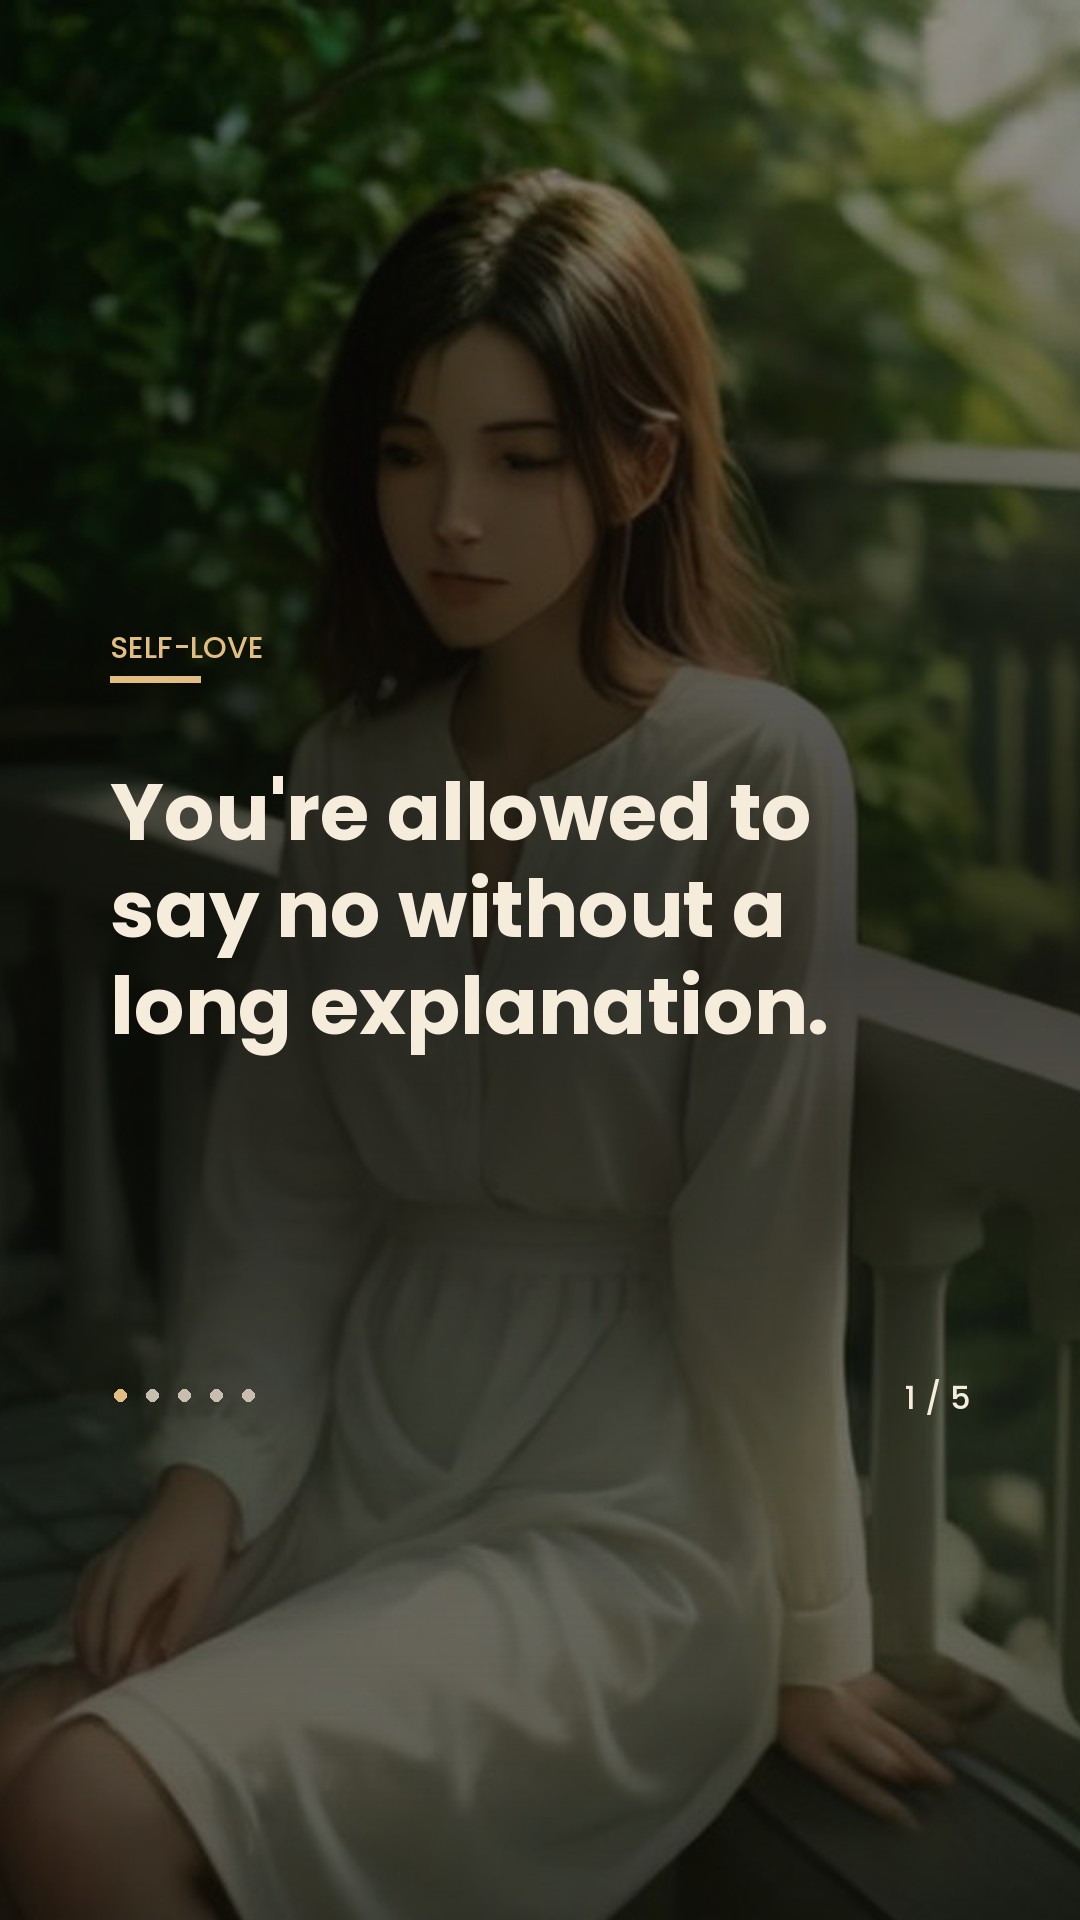 SELF-LOVE
You're allowed to
say no without a
long explanation.
1 / 5